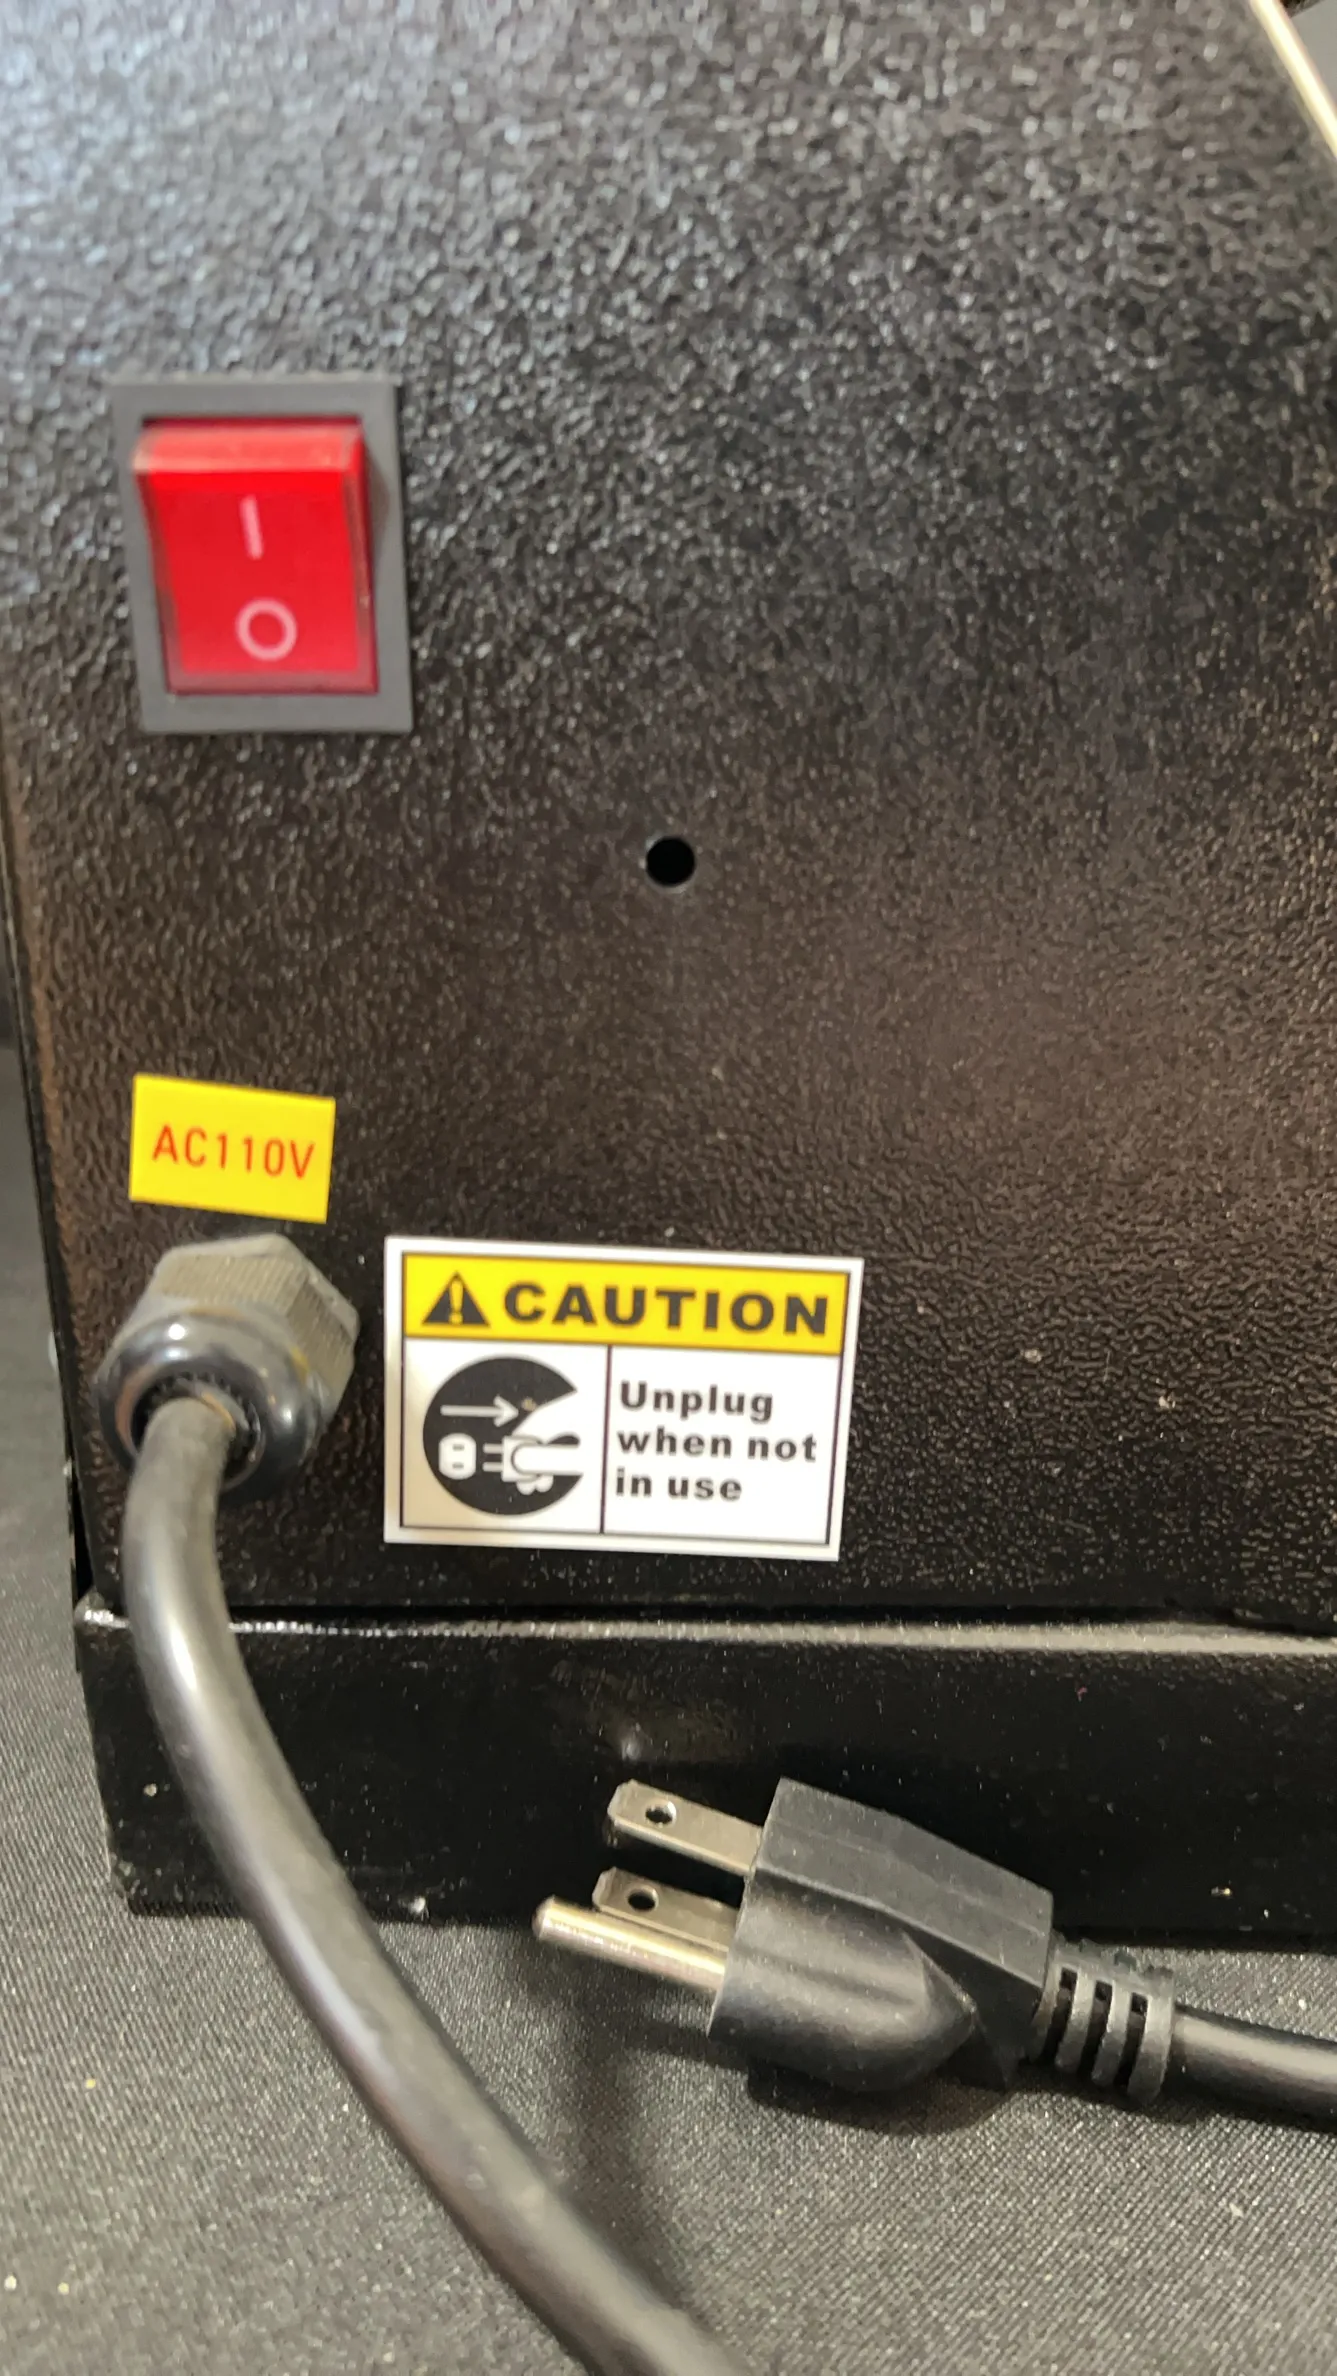 I
O
AC110V
CAUTION
Unplug
when not
in use